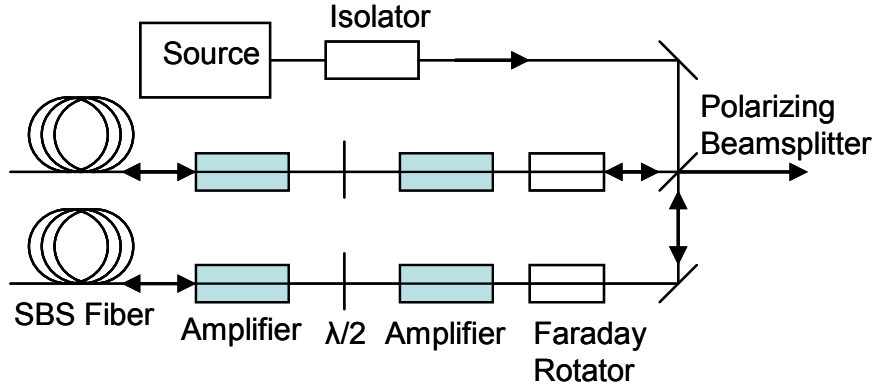 Isolator
Source
Polarizing
Beamsplitter
SBS Fiber
Amplifier
λ/2
Amplifier
Faraday
Rotator